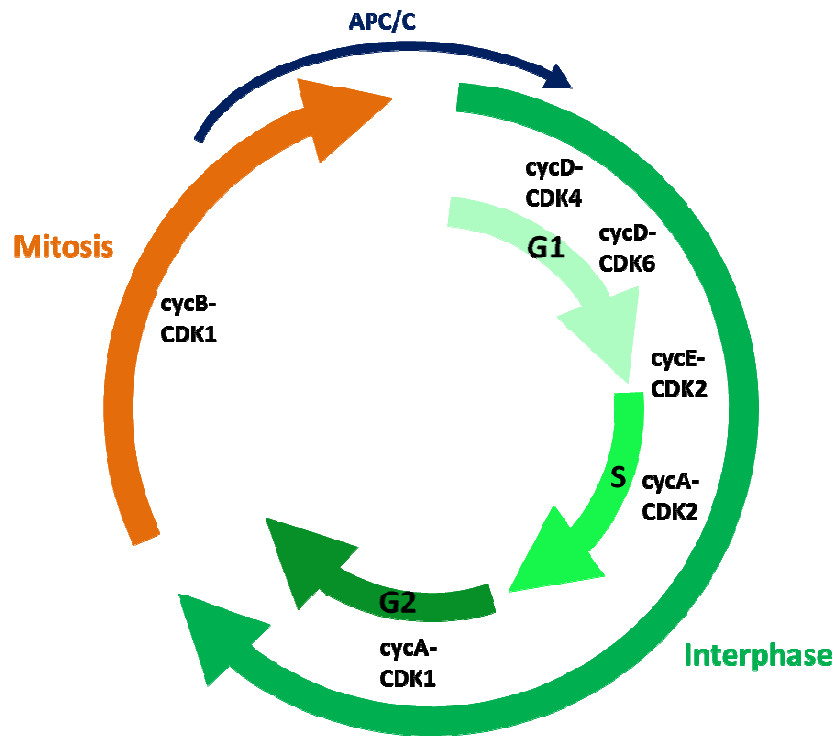 APC/C
cycD-
CDK4
G1
cycD-
CDK6
Mitosis
cycB-
CDK1
cycE-
CDK2
S
cycA-
CDK2
G2
cycA-
CDK1
Interphase